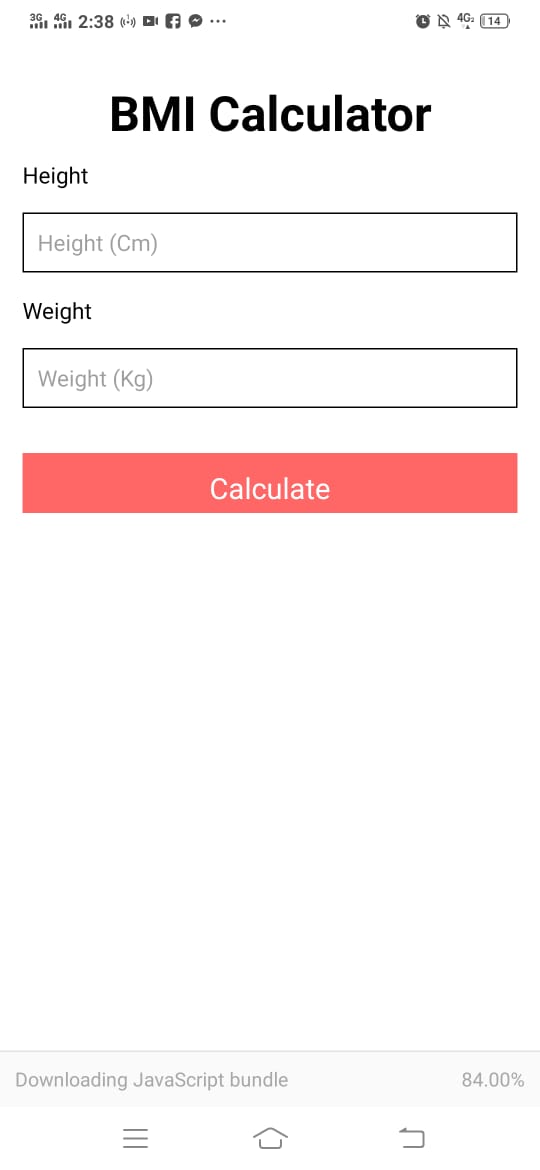 3G 4G 2:38 4G2 14
BMI Calculator
Height
Height (Cm)
Weight
Weight (Kg)
Calculate
Downloading JavaScript bundle 84.00%